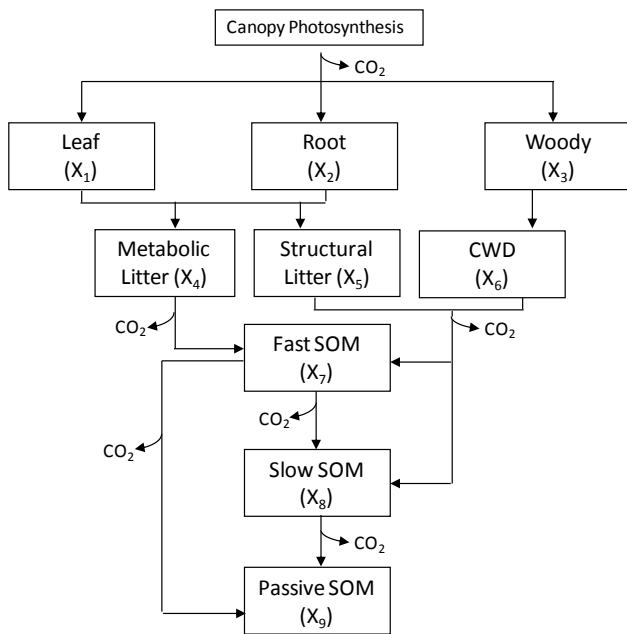 Canopy Photosynthesis
CO₂
Leaf
(X₁)
Root
(X₂)
Woody
(X₃)
Metabolic
Litter (X₄)
Structural
Litter (X₅)
CWD
(X₆)
CO₂
CO₂
Fast SOM
(X₇)
CO₂
CO₂
Slow SOM
(X₈)
CO₂
Passive SOM
(X₉)